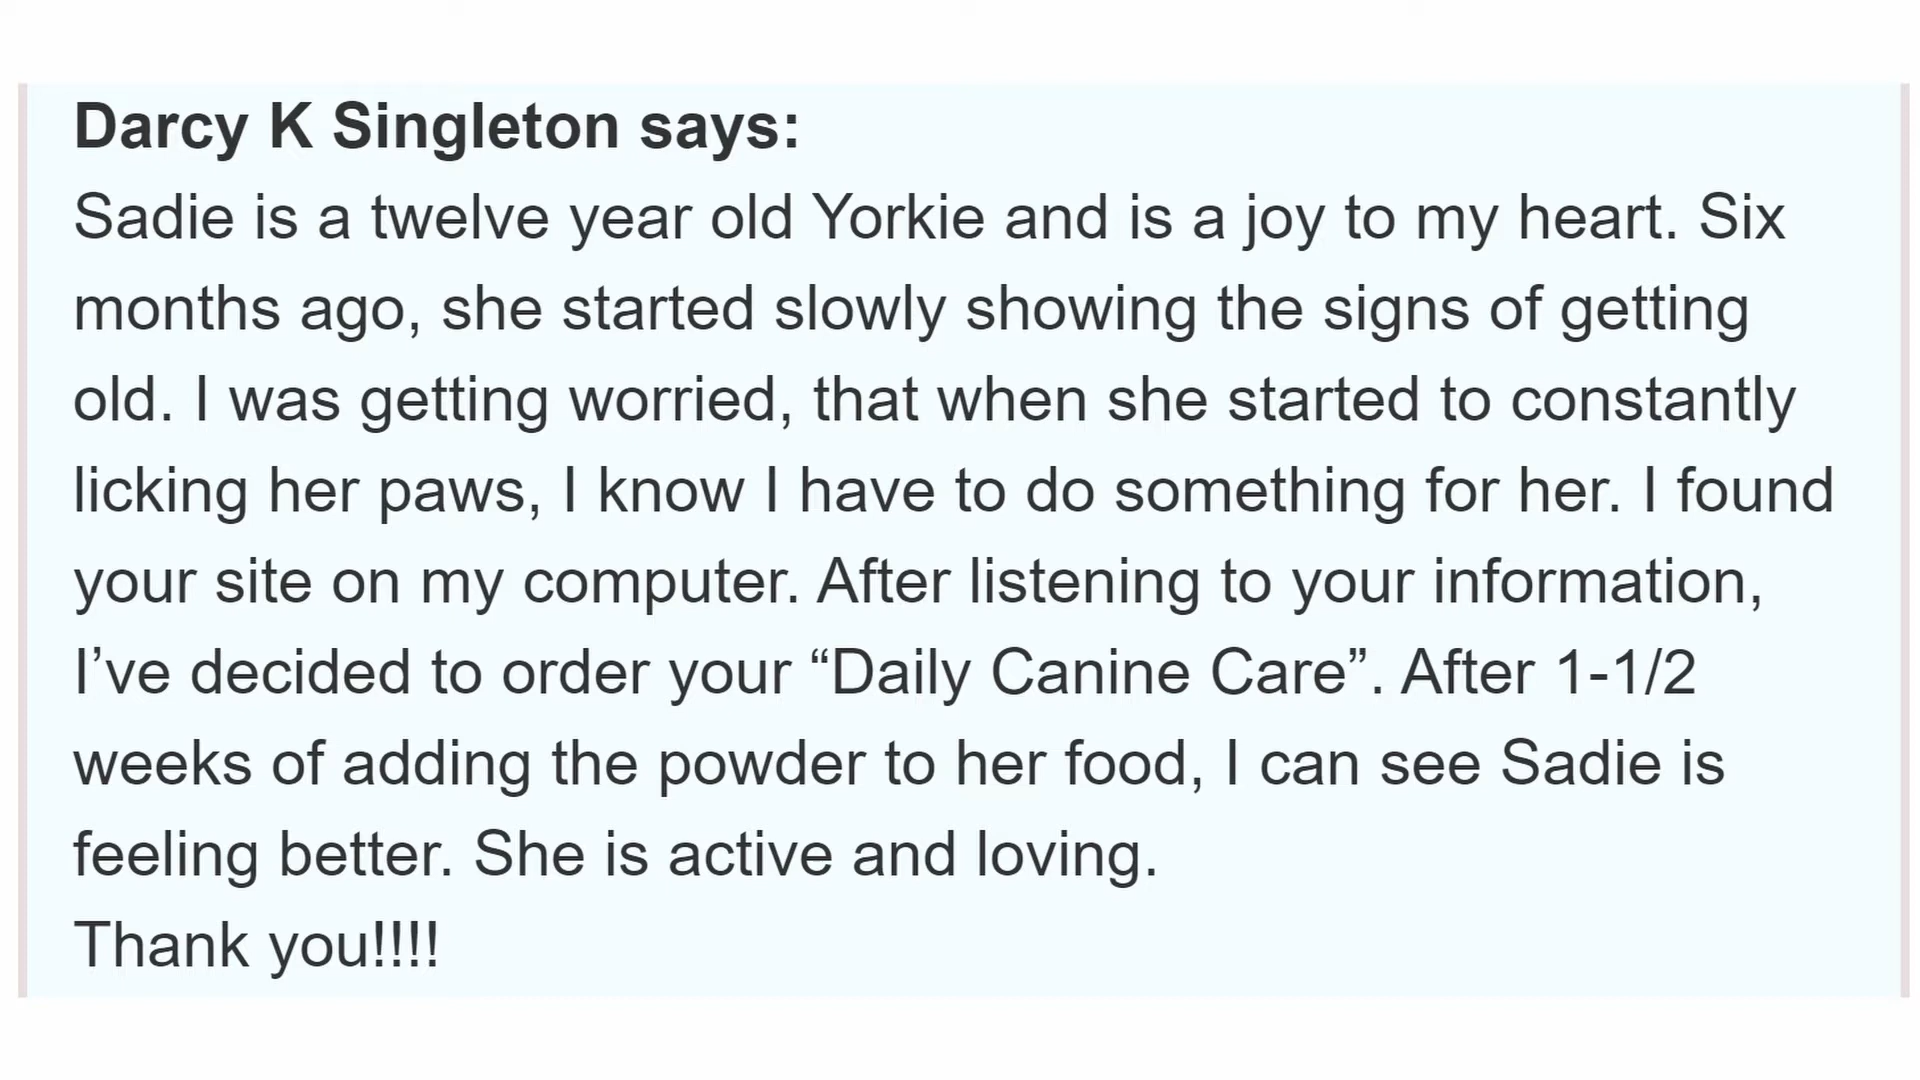 Darcy K Singleton says:
Sadie is a twelve year old Yorkie and is a joy to my heart. Six
months ago, she started slowly showing the signs of getting
old. I was getting worried, that when she started to constantly
licking her paws, I know I have to do something for her. I found
your site on my computer. After listening to your information,
I’ve decided to order your “Daily Canine Care”. After 1-1/2
weeks of adding the powder to her food, I can see Sadie is
feeling better. She is active and loving.
Thank you!!!!